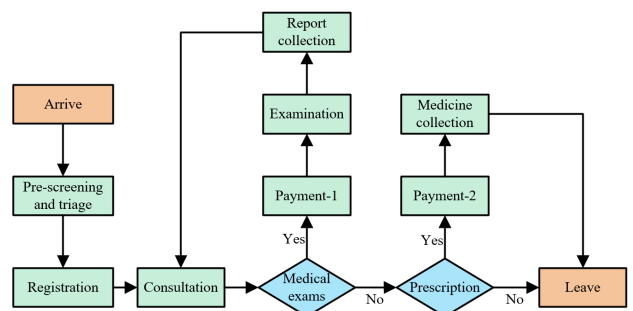 Report
collection
Arrive
Examination
Medicine
collection
Pre-screening
and triage
Payment-1
Payment-2
Yes
Yes
Registration
Consultation
Medical
exams
No
Prescription
No
Leave